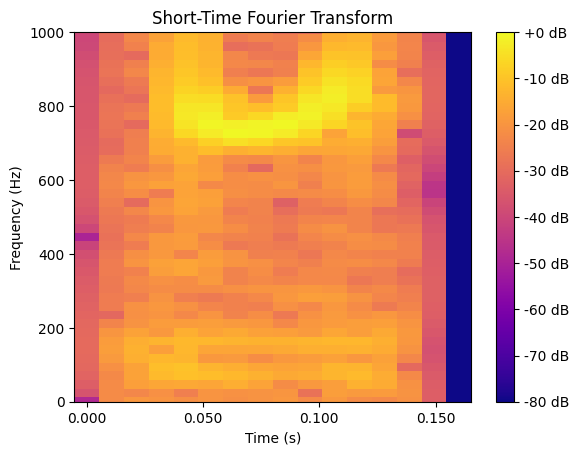 Short-Time Fourier Transform
1000
800
600
400
200
0
Frequency (Hz)
0.000
0.050
0.100
0.150
Time (s)
+0 dB
-10 dB
-20 dB
-30 dB
-40 dB
-50 dB
-60 dB
-70 dB
-80 dB